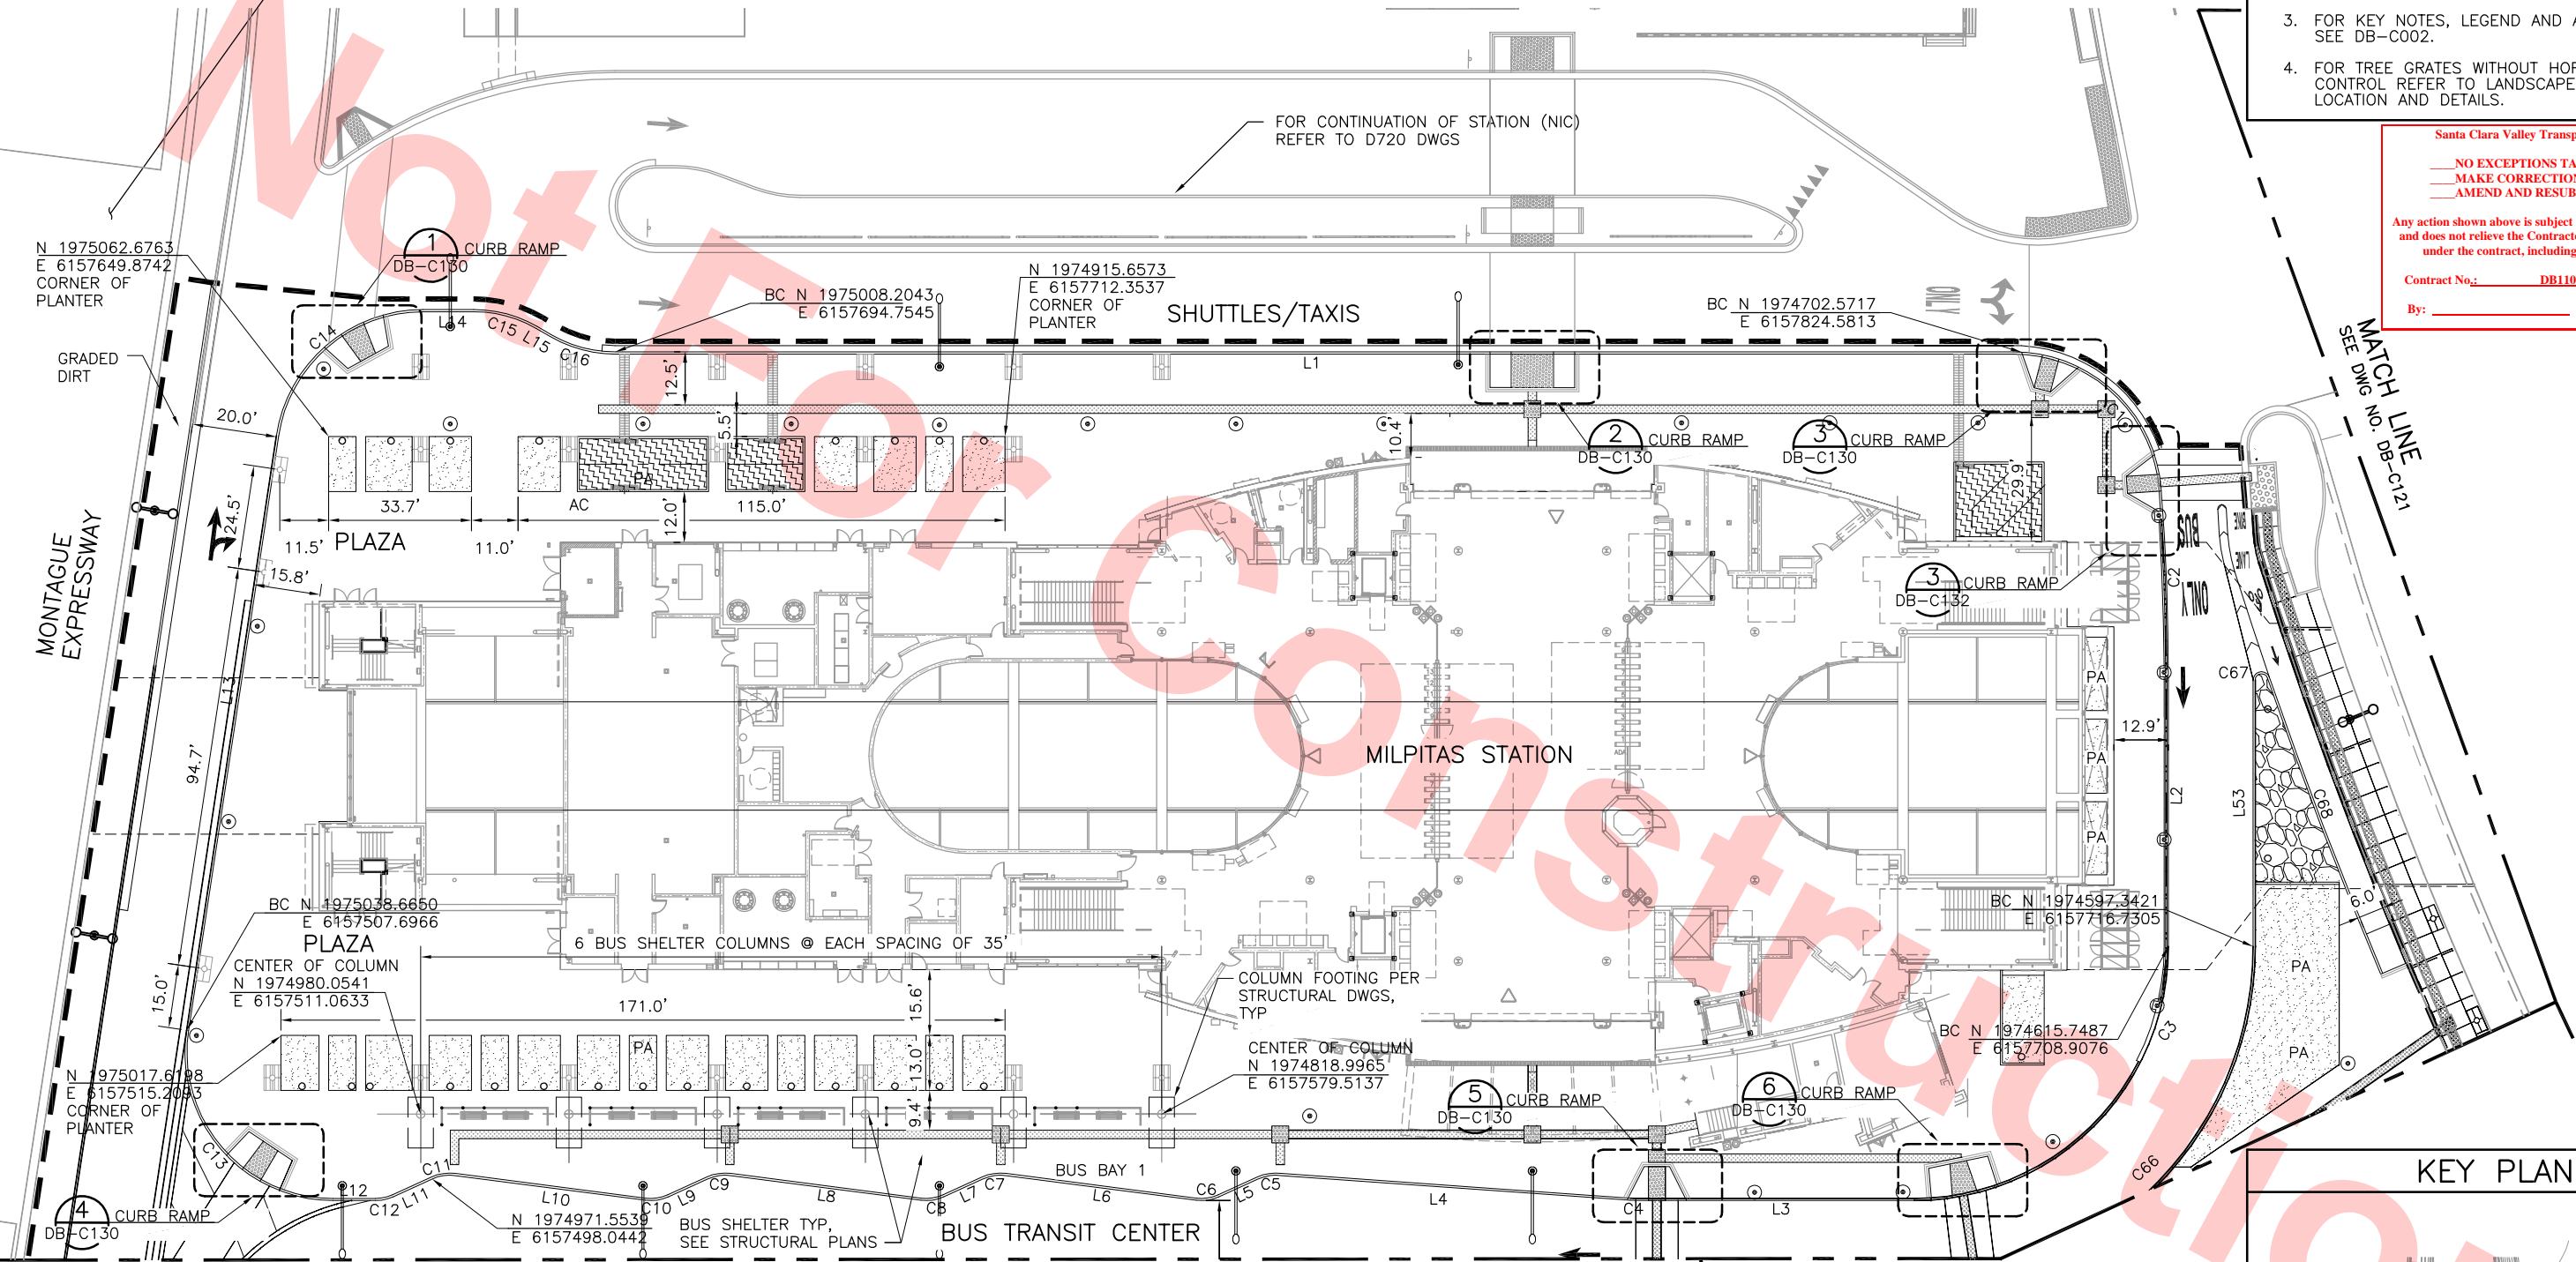 3. FOR KEY NOTES, LEGEND AND
SEE DB-C002.
4. FOR TREE GRATES WITHOUT
CONTROL REFER TO LANDSCAPE
LOCATION AND DETAILS.
Santa Clara Valley
____NO EXCEPTIONS
____MAKE
____AMEND AND
Any action shown above is subject
and does not relieve the
under the contract, including
Contract No.: DB110
By:
Not For Construction
FOR CONTINUATION OF STATION (NIC)
REFER TO D720 DWGS
N 1975062.6763
E 6157649.8742
CORNER OF
PLANTER
1
DB-C130
CURB RAMP
BC N 1975008.2043
E 6157694.7545
N 1974915.6573
E 6157712.3537
CORNER OF
PLANTER
SHUTTLES/TAXIS
BC N 1974702.5717
E 6157824.5813
ONLY
MATCH LINE
SEE DWG NO. DB-C121
GRADED
DIRT
C14
L14
C15
L15
C16
L1
C1
12.5'
5.5'
10.4'
20.0'
24.5'
33.7'
11.5'
11.0'
AC
PA
115.0'
12.0'
PLAZA
15.8'
29.9'
2
DB-C130
CURB RAMP
3
DB-C130
CURB RAMP
3
DB-C132
CURB RAMP
BUS
ONLY
BIKE
LANE
C2
MONTAGUE
EXPRESSWAY
L13
94.7'
15.0'
MILPITAS STATION
PA
PA
PA
12.9'
L2
C67
L53
C68
6.0'
BC N 1974597.3421
E 6157716.7305
BC N 1974615.7487
E 6157708.9076
C3
PA
PA
C66
BC N 1975038.6650
E 6157507.6966
PLAZA
CENTER OF COLUMN
N 1974980.0541
E 6157511.0633
6 BUS SHELTER COLUMNS @ EACH SPACING OF 35'
171.0'
15.6'
13.0'
9.4'
PA
COLUMN FOOTING PER
STRUCTURAL DWGS,
TYP
CENTER OF COLUMN
N 1974818.9965
E 6157579.5137
N 1975017.6198
E 6157515.2093
CORNER OF
PLANTER
5
DB-C130
CURB RAMP
6
DB-C130
CURB RAMP
4
DB-C130
CURB RAMP
C13
L12
C12
L11
C11
L10
C10
L9
C9
L8
C8
L7
C7
L6
BUS BAY 1
C6
L5
C5
L4
C4
L3
N 1974971.5539
E 6157498.0442
BUS SHELTER TYP,
SEE STRUCTURAL PLANS
BUS TRANSIT CENTER
KEY PLAN